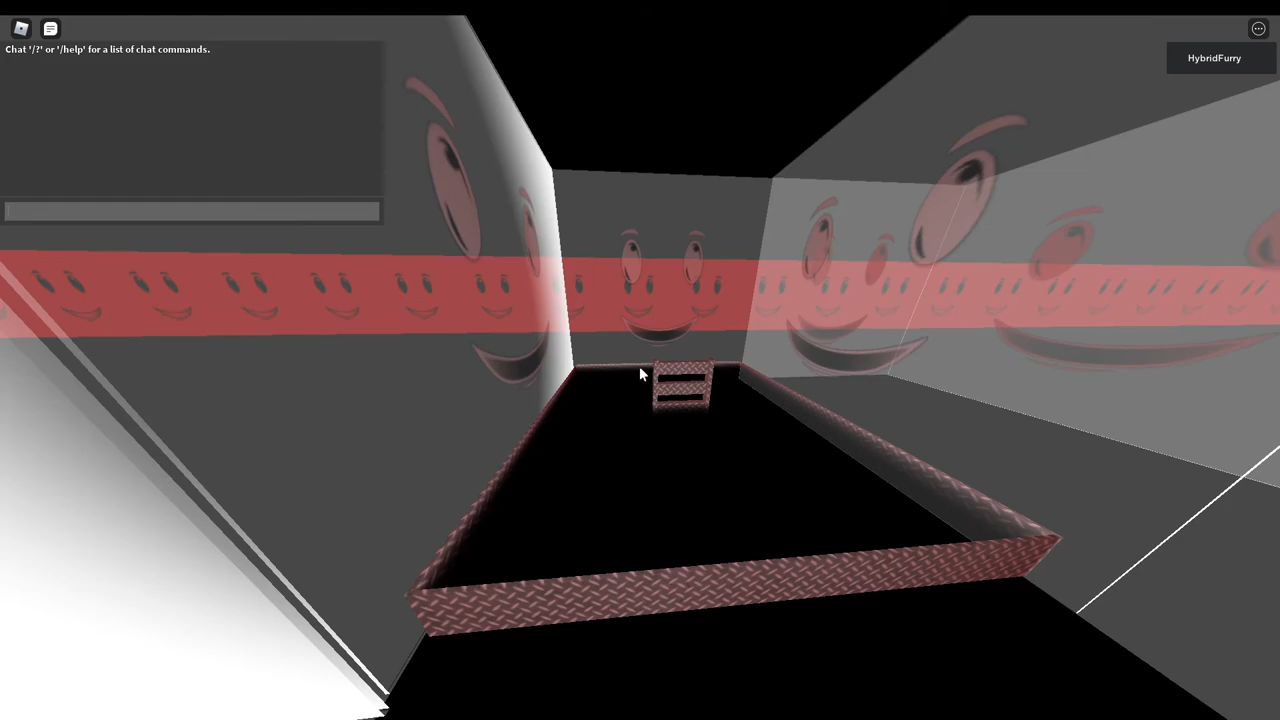 Chat '/?' or '/help' for a list of chat commands.
HybridFurry